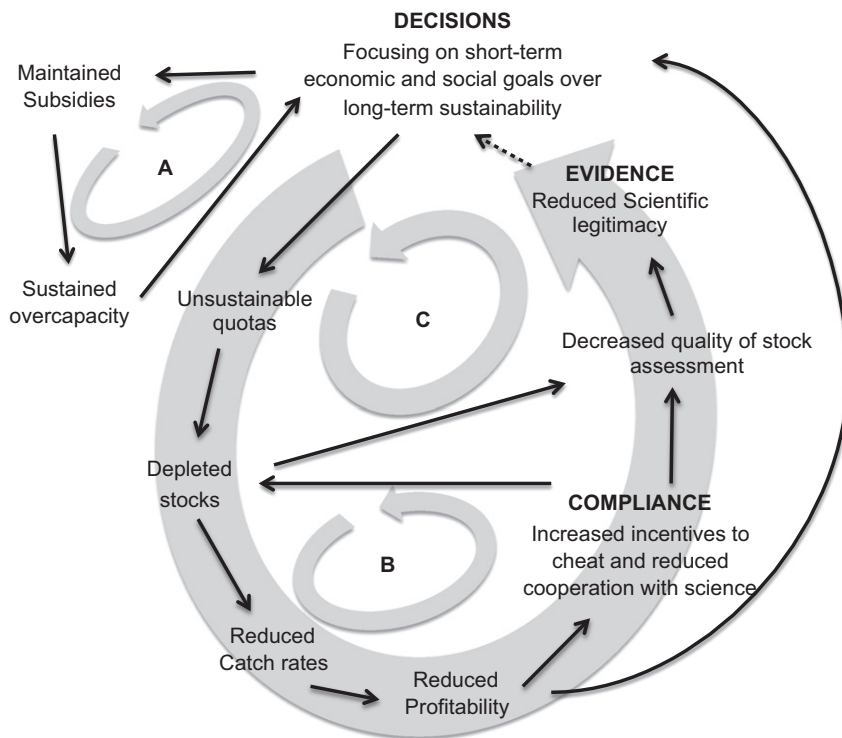 DECISIONS
Focusing on short-term
economic and social goals over
long-term sustainability
Maintained
Subsidies
A
EVIDENCE
Reduced Scientific
legitimacy
Sustained
overcapacity
Unsustainable
quotas
C
Decreased quality of stock
assessment
Depleted
stocks
COMPLIANCE
Increased incentives to
cheat and reduced
cooperation with science
B
Reduced
Catch rates
Reduced
Profitability